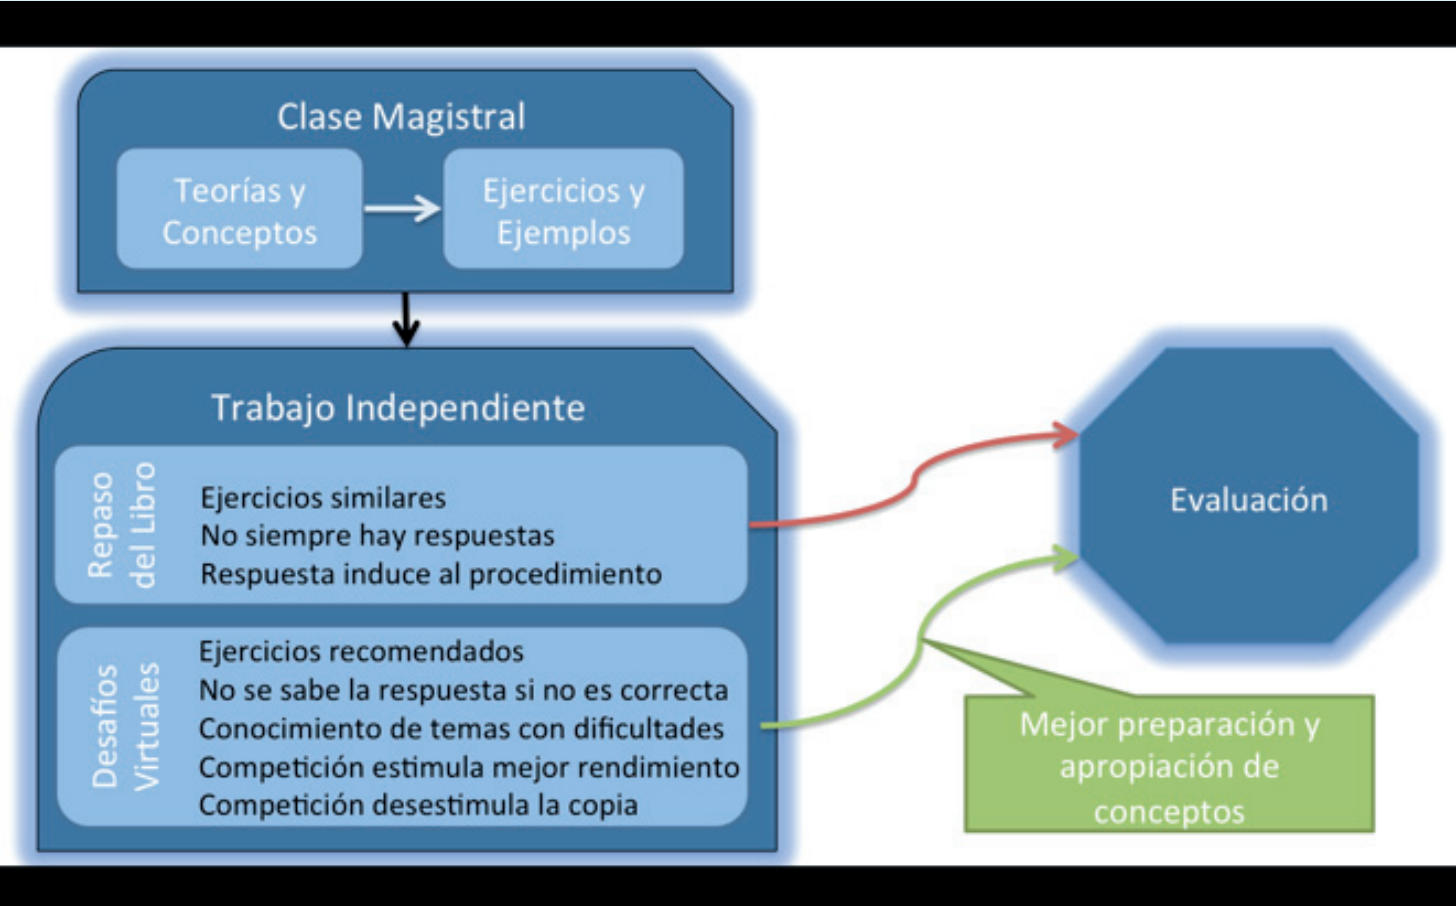 Clase Magistral
Teorías y
Conceptos
Ejercicios y
Ejemplos
Trabajo Independiente
Repaso
del Libro
Ejercicios similares
No siempre hay respuestas
Respuesta induce al procedimiento
Desafíos
Virtuales
Ejercicios recomendados
No se sabe la respuesta si no es correcta
Conocimiento de temas con dificultades
Competición estimula mejor rendimiento
Competición desestimula la copia
Evaluación
Mejor preparación y
apropiación de
conceptos